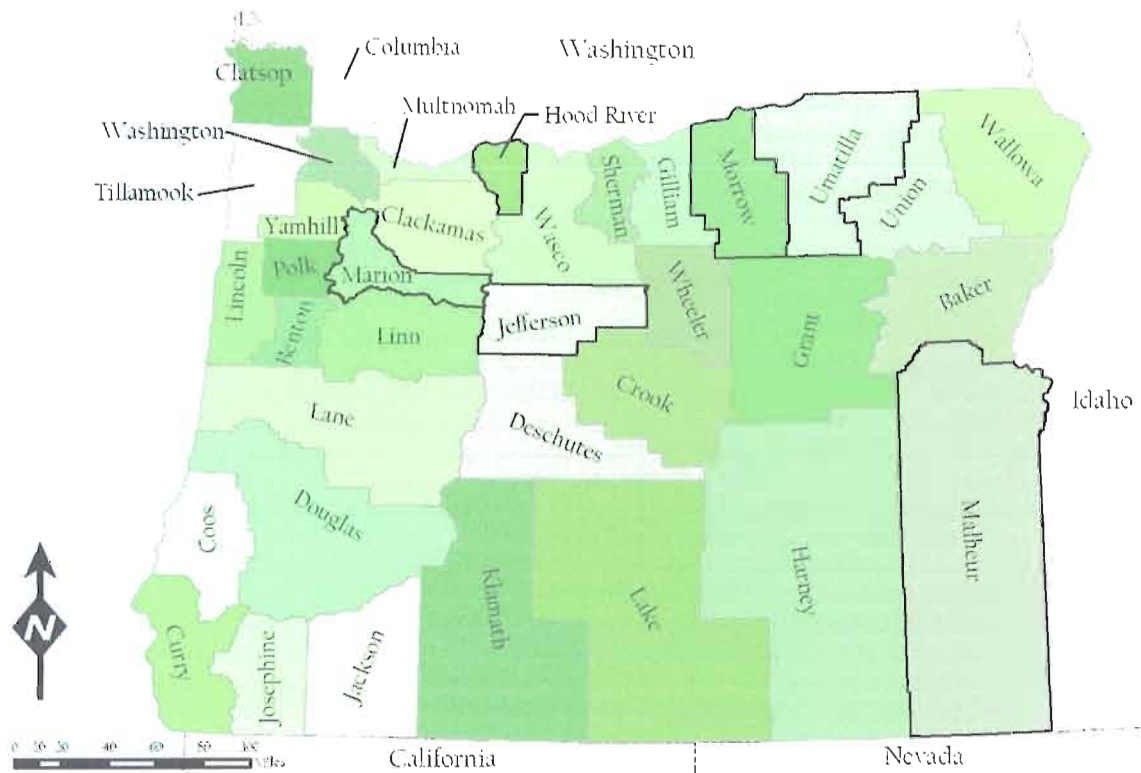 Columbia
Washington
Clatsop
Multnomah
Hood River
Washington
Tillamook
Yamhill
Clackamas
Wasco
Sherman
Gilliam
Morrow
Umatilla
Union
Wallowa
Lincoln
Polk
Marion
Benton
Linn
Jefferson
Wheeler
Grant
Baker
Idaho
Lane
Crook
Deschutes
Coos
Douglas
Klamath
Lake
Harney
Malheur
N
Curry
Josephine
Jackson
California
Nevada